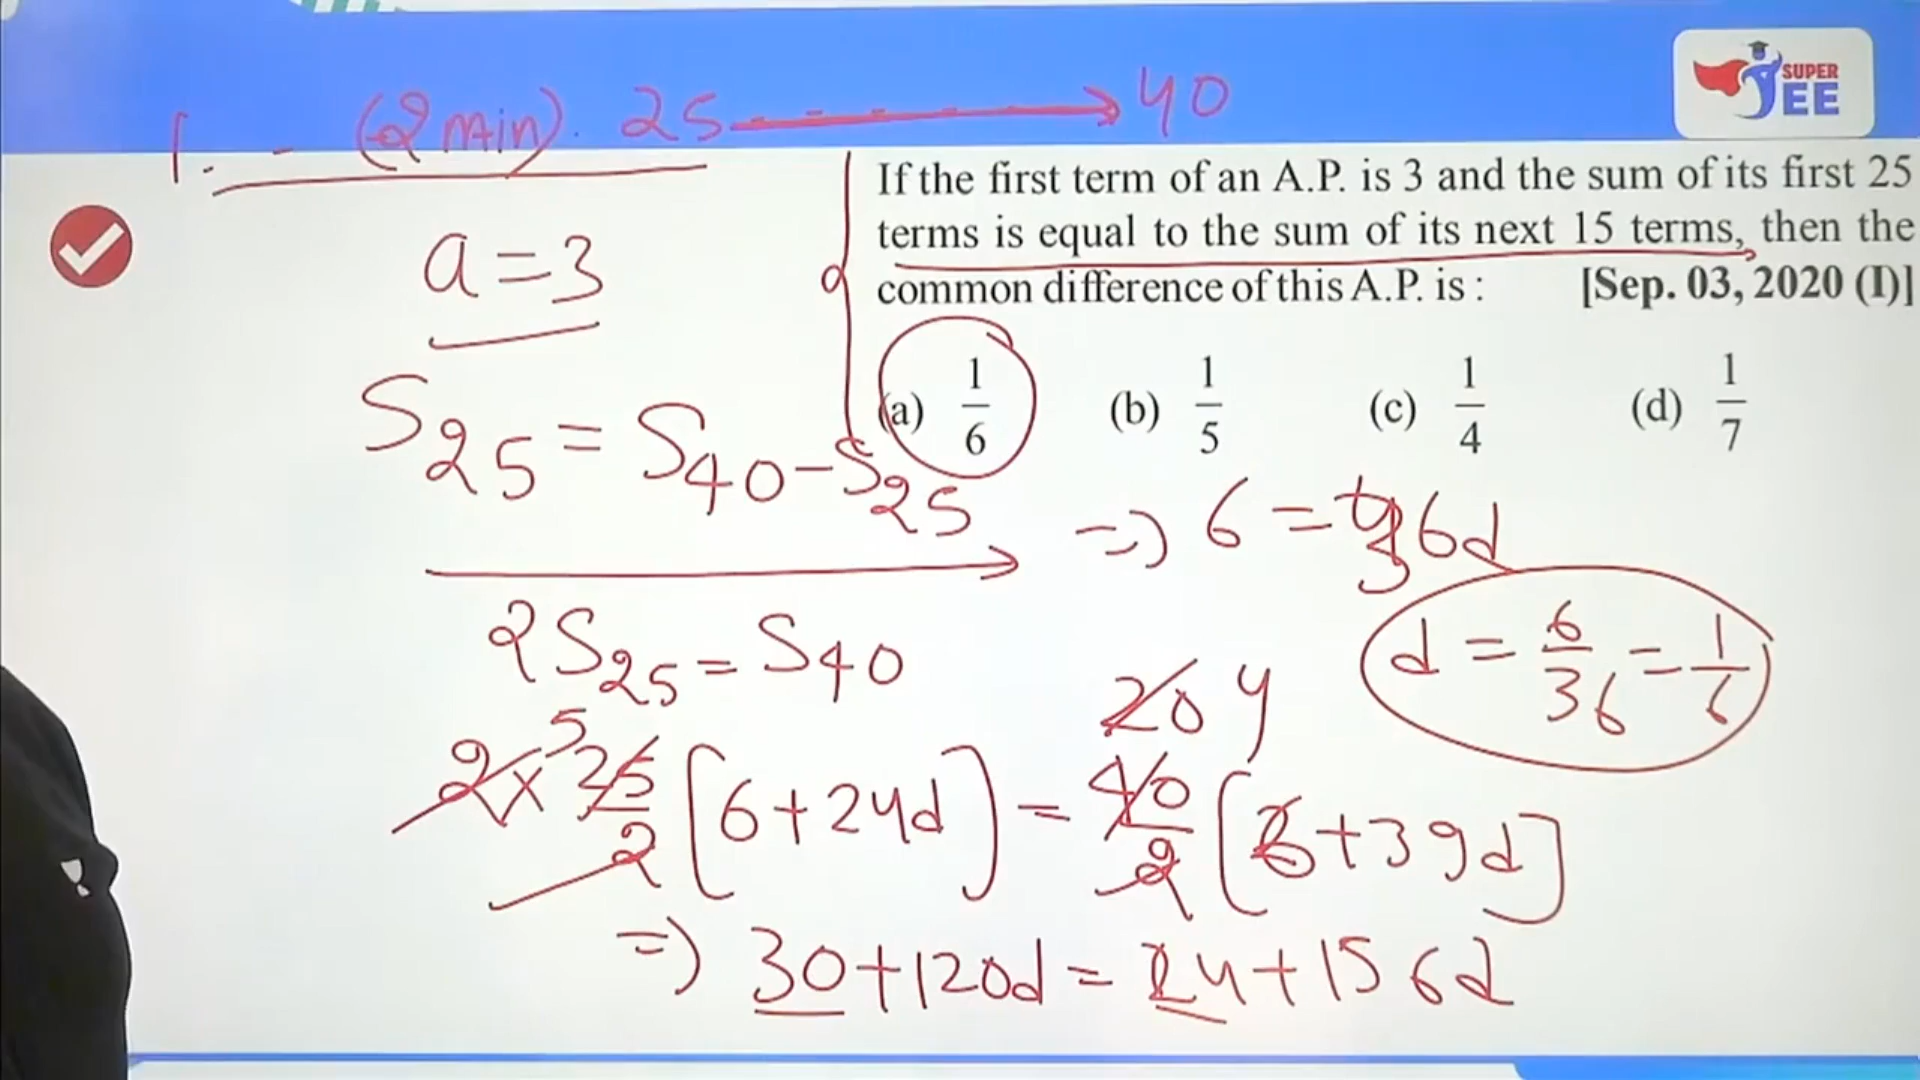 1. - (2 min). 25 -----> 40
SUPER
JEE
If the first term of an A.P. is 3 and the sum of its first 25
terms is equal to the sum of its next 15 terms, then the
common difference of this A.P. is : [Sep. 03, 2020 (I)]
(a) 1/6 (b) 1/5 (c) 1/4 (d) 1/7
a = 3
S25 = S40 - S25
2S25 = S40
2 x 25/2 [6 + 24d] = 40/2 [6 + 39d]
5 20 4
=> 30 + 120d = 24 + 156d
=> 6 = 36d
d = 6/36 = 1/6